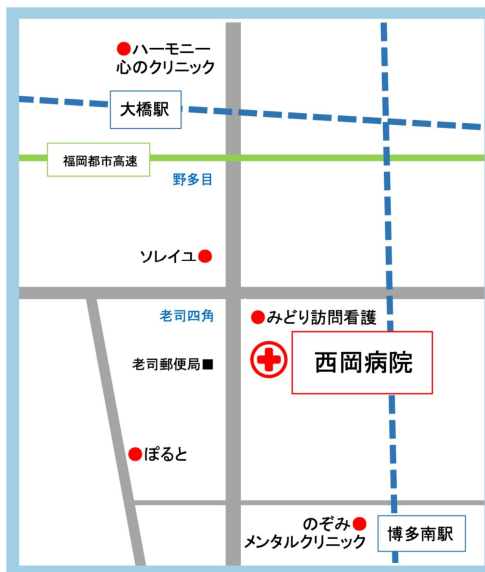 ハーモニー
心のクリニック
大橋駅
福岡都市高速
野多目
ソレイユ
老司四角
みどり訪問看護
老司郵便局■
西岡病院
ぽると
のぞみ
メンタルクリニック
博多南駅